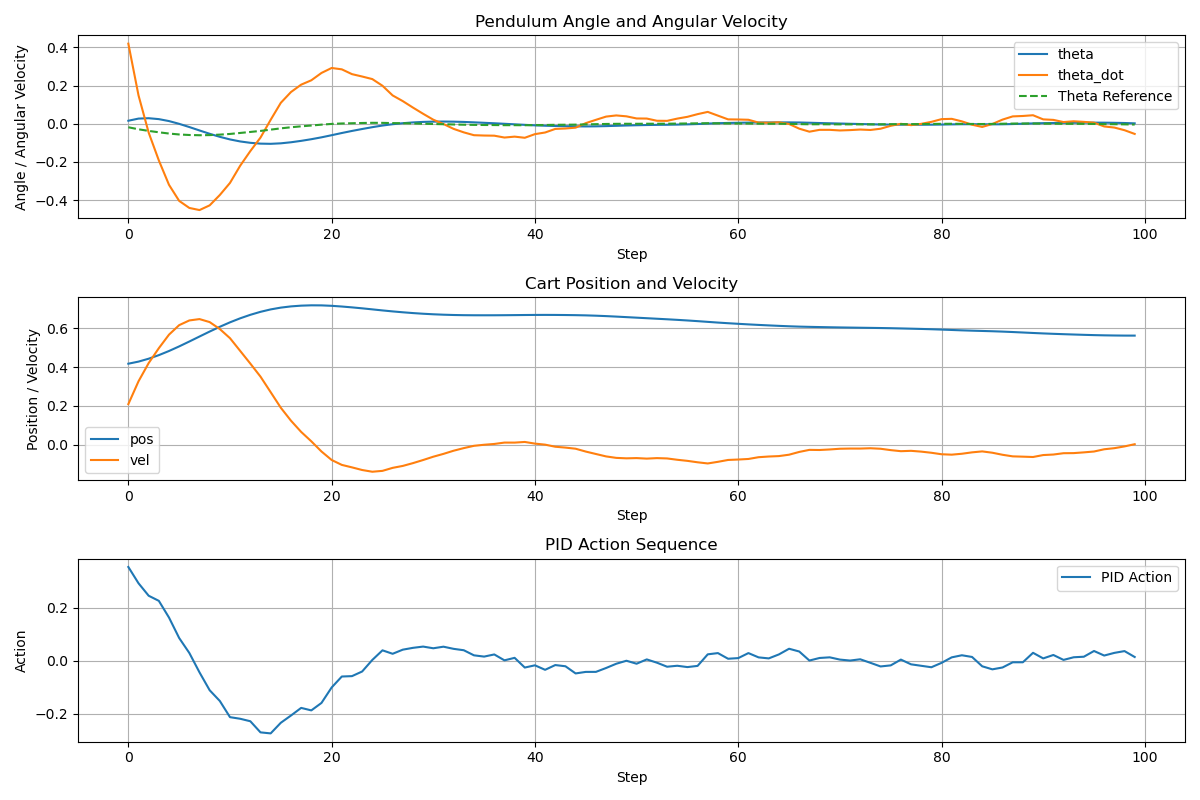 Pendulum Angle and Angular Velocity
Angle / Angular Velocity
0.4
0.2
0.0
−0.2
−0.4
theta
theta_dot
Theta Reference
0 20 40 60 80 100
Step
Cart Position and Velocity
Position / Velocity
0.6
0.4
0.2
0.0
pos
vel
0 20 40 60 80 100
Step
PID Action Sequence
Action
0.2
0.0
−0.2
PID Action
0 20 40 60 80 100
Step